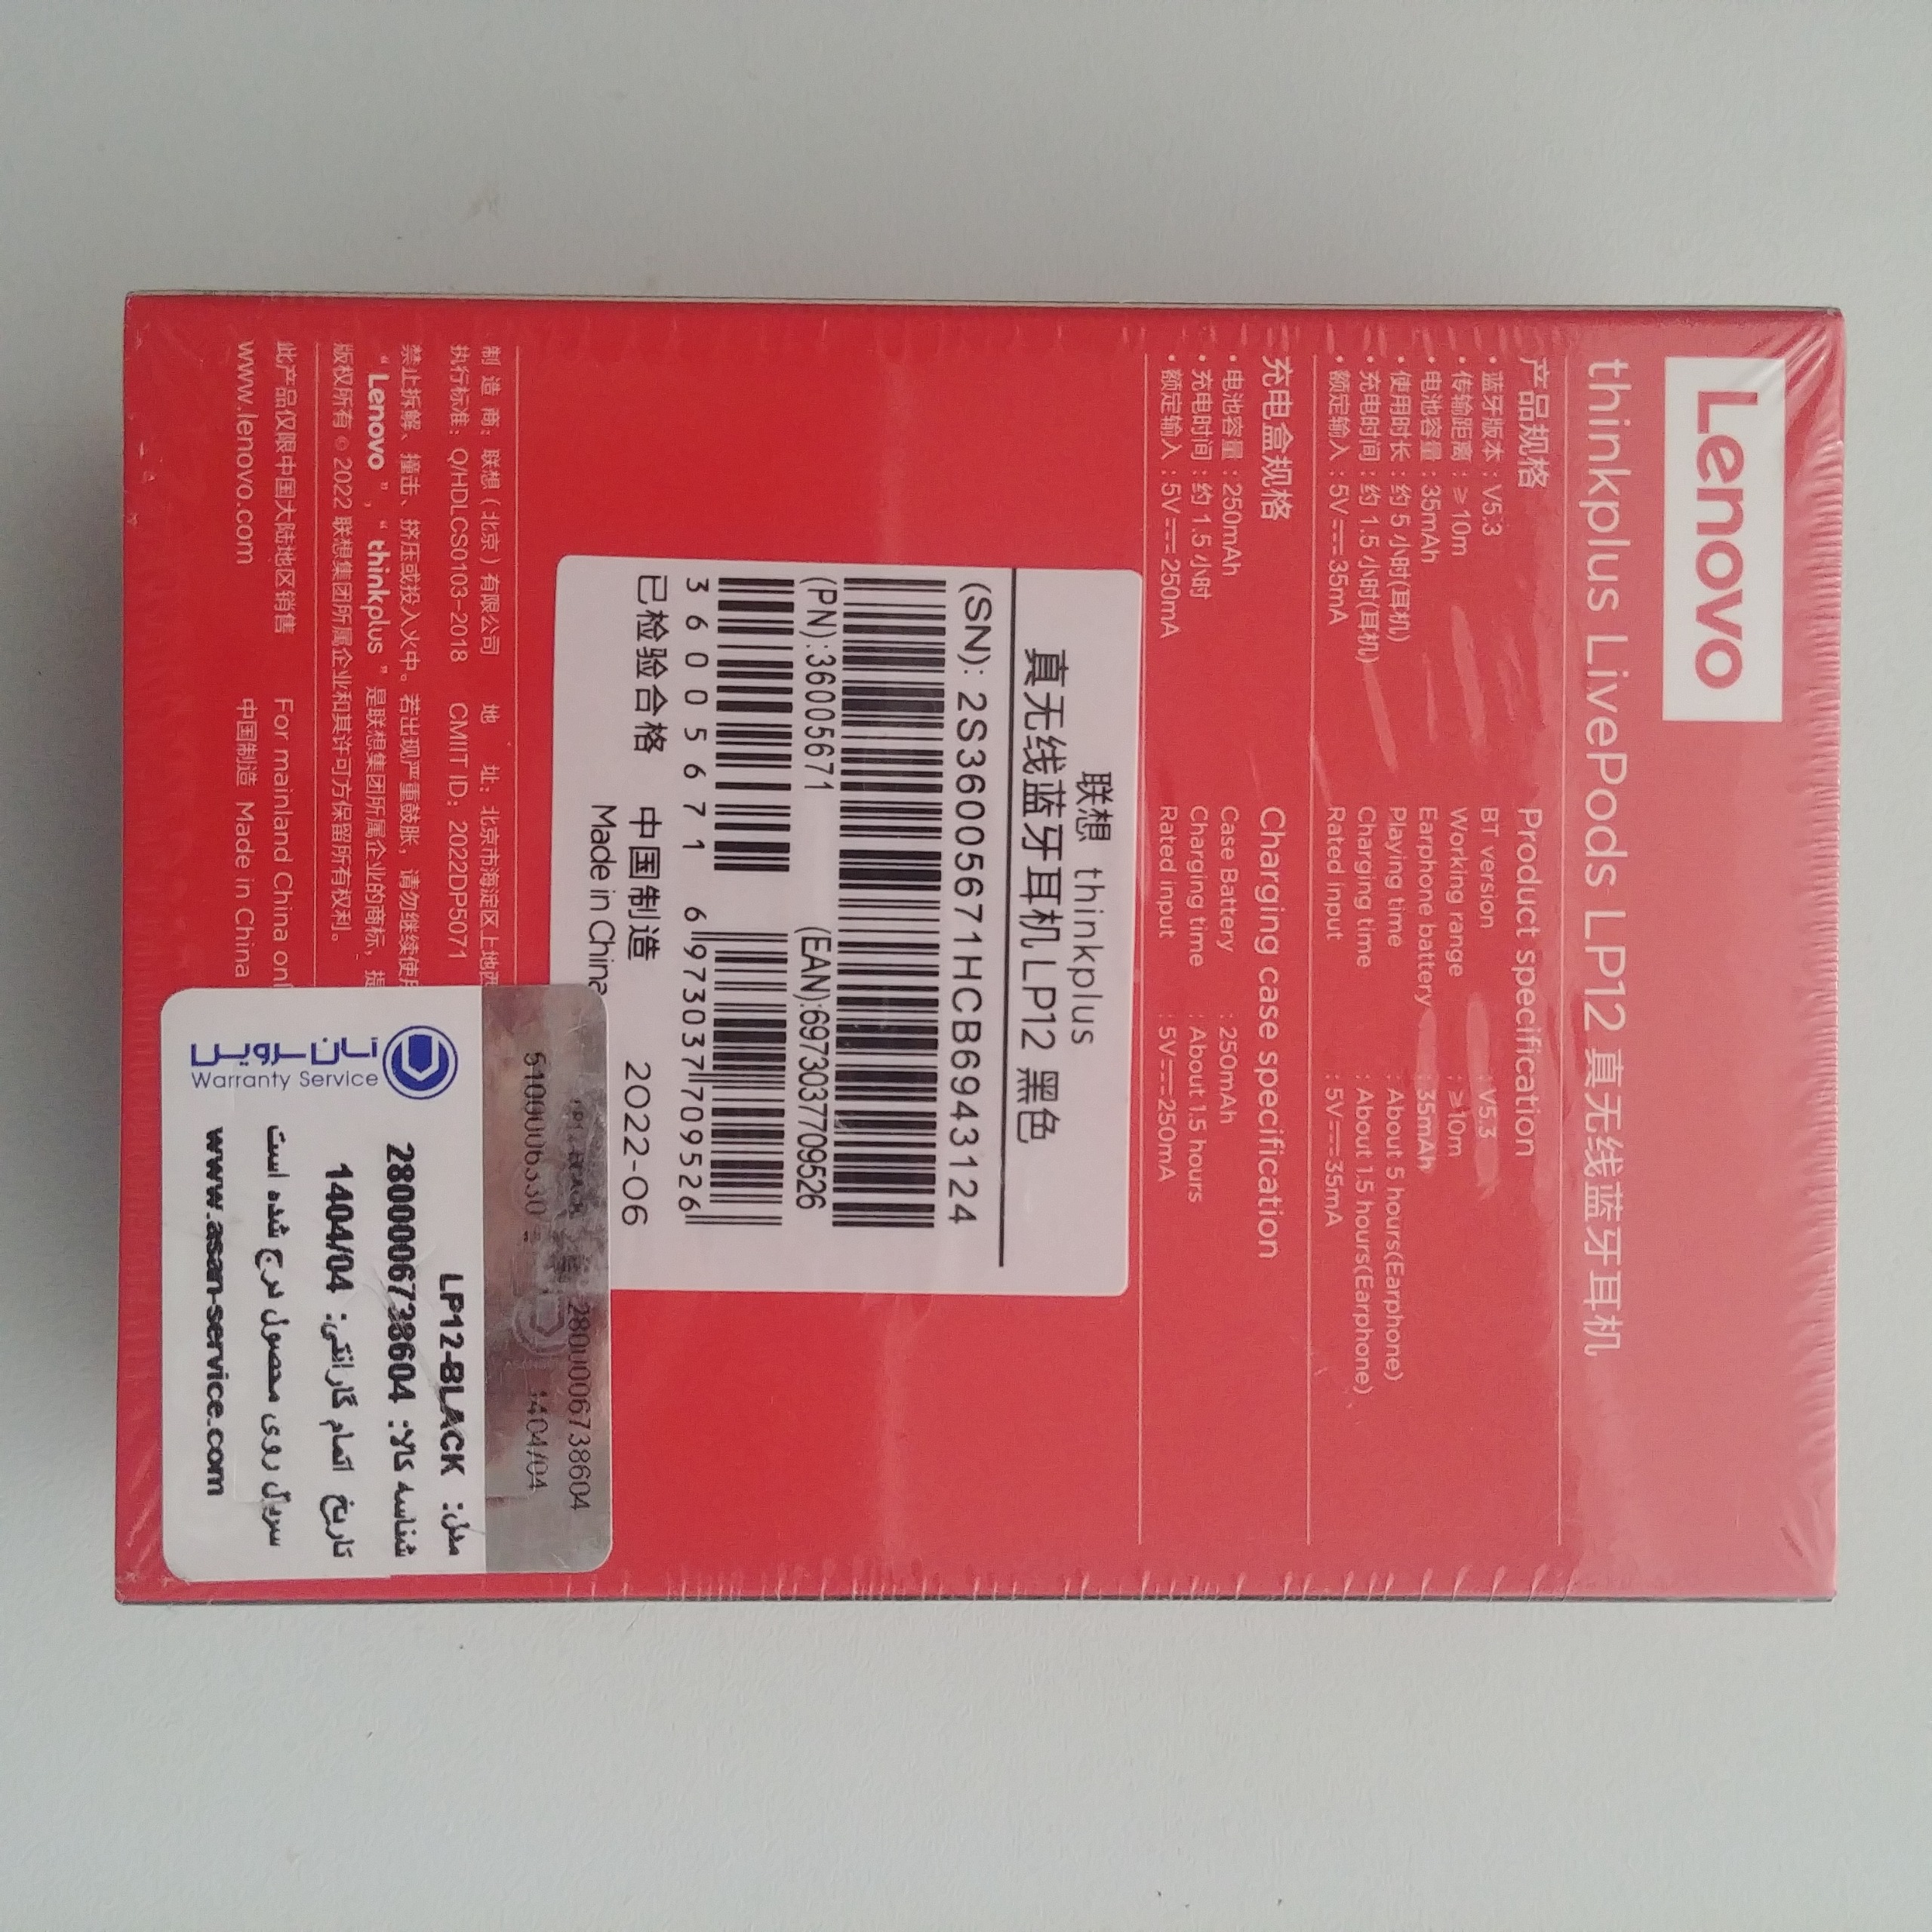 Lenovo
thinkplus LivePods LP12 真无线蓝牙耳机
产品规格
· 蓝牙版本 : V5.3
· 传输距离 : ≥ 10m
· 电池容量 : 35mAh
· 使用时长 : 约 5 小时(耳机)
· 充电时间 : 约 1.5 小时(耳机)
· 额定输入 : 5V⎓35mA
Product specification
BT version : V5.3
Working range : ≥10m
Earphone battery : 35mAh
Playing time : About 5 hours(Earphone)
Charging time : About 1.5 hours(Earphone)
Rated input : 5V⎓35mA
充电盒规格
· 电池容量 : 250mAh
· 充电时间 : 约 1.5 小时
· 额定输入 : 5V⎓250mA
Charging case specification
Case Battery : 250mAh
Charging time : About 1.5 hours
Rated input : 5V⎓250mA
联想 thinkplus
真无线蓝牙耳机LP12 黑色
(SN): 2S36005671HCB6943124
(PN):36005671 (EAN):6973037709526
36005671 6973037709526
已检验合格 中国制造 2022-06
Made in China
制 造 商: 联想 (北京) 有限公司 地 址: 北京市海淀区上地西
执行标准: Q/HDLCS0103-2018 CMIIT ID: 2022DP5071
禁止拆解、撞击、挤压或投入火中。若出现严重鼓胀, 请勿继续使用
“ Lenovo ”, “ thinkplus ” 是联想集团所属企业的商标,
版权所有 © 2022 联想集团所属企业和其许可方保留所有权利。
此产品仅限中国大陆地区销售 For mainland China only
www.lenovo.com 中国制造 Made in China
2800006738604
1404/04
آسان سرویس
Warranty Service
مدل: LP12-BLACK
شناسه کالا: 2800006738604
تاریخ اتمام گارانتی: 1404/04
سریال روی محصول درج شده است
www.asan-service.com